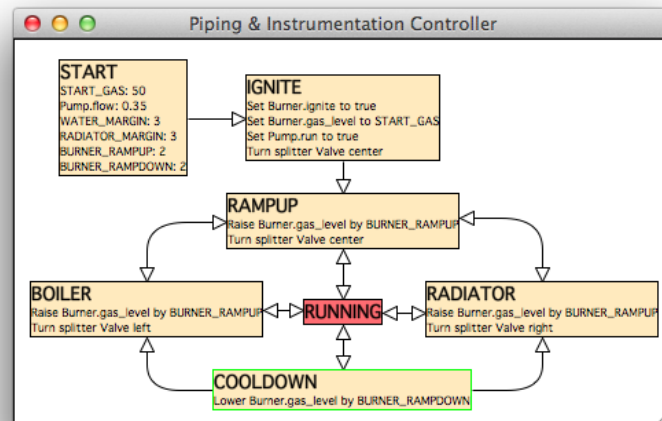 Piping & Instrumentation Controller
START
START_GAS: 50
Pump.flow: 0.35
WATER_MARGIN: 3
RADIATOR_MARGIN: 3
BURNER_RAMPUP: 2
BURNER_RAMPDOWN: 2
IGNITE
Set Burner.ignite to true
Set Burner.gas_level to START_GAS
Set Pump.run to true
Turn splitter Valve center
RAMPUP
Raise Burner.gas_level by BURNER_RAMPUP
Turn splitter Valve center
BOILER
Raise Burner.gas_level by BURNER_RAMPUP
Turn splitter Valve left
RUNNING
RADIATOR
Raise Burner.gas_level by BURNER_RAMPUP
Turn splitter Valve right
COOLDOWN
Lower Burner.gas_level by BURNER_RAMPDOWN